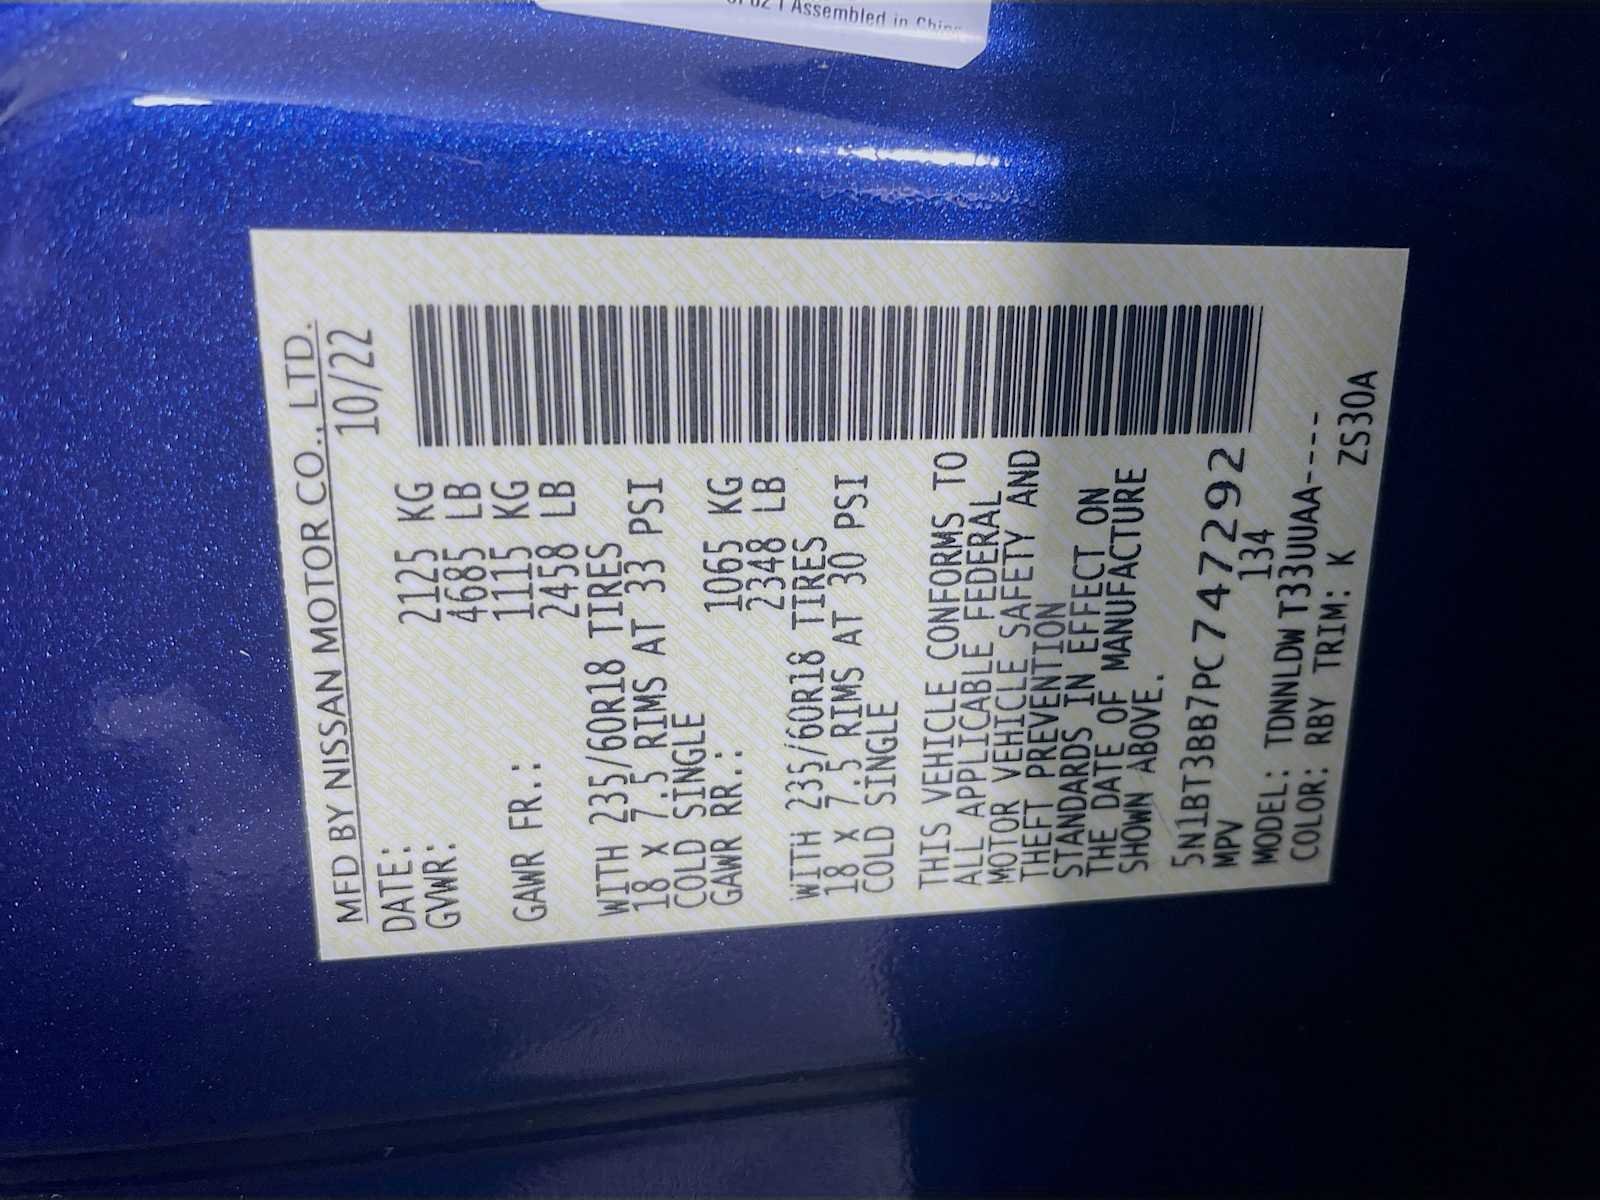 Assembled in China
MFD BY NISSAN MOTOR CO., LTD.
DATE: 10/22
GVWR: 2125 KG
4685 LB
GAWR FR.: 1115 KG
2458 LB
WITH 235/60R18 TIRES
18 X 7.5 RIMS AT 33 PSI
COLD SINGLE
GAWR RR.: 1065 KG
2348 LB
WITH 235/60R18 TIRES
18 X 7.5 RIMS AT 30 PSI
COLD SINGLE
THIS VEHICLE CONFORMS TO
ALL APPLICABLE FEDERAL
MOTOR VEHICLE SAFETY AND
THEFT PREVENTION
STANDARDS IN EFFECT ON
THE DATE OF MANUFACTURE
SHOWN ABOVE.
5N1BT3BB7PC747292
MPV 134
MODEL: TDNNLDW T33UUAA----
COLOR: RBY TRIM: K ZS30A